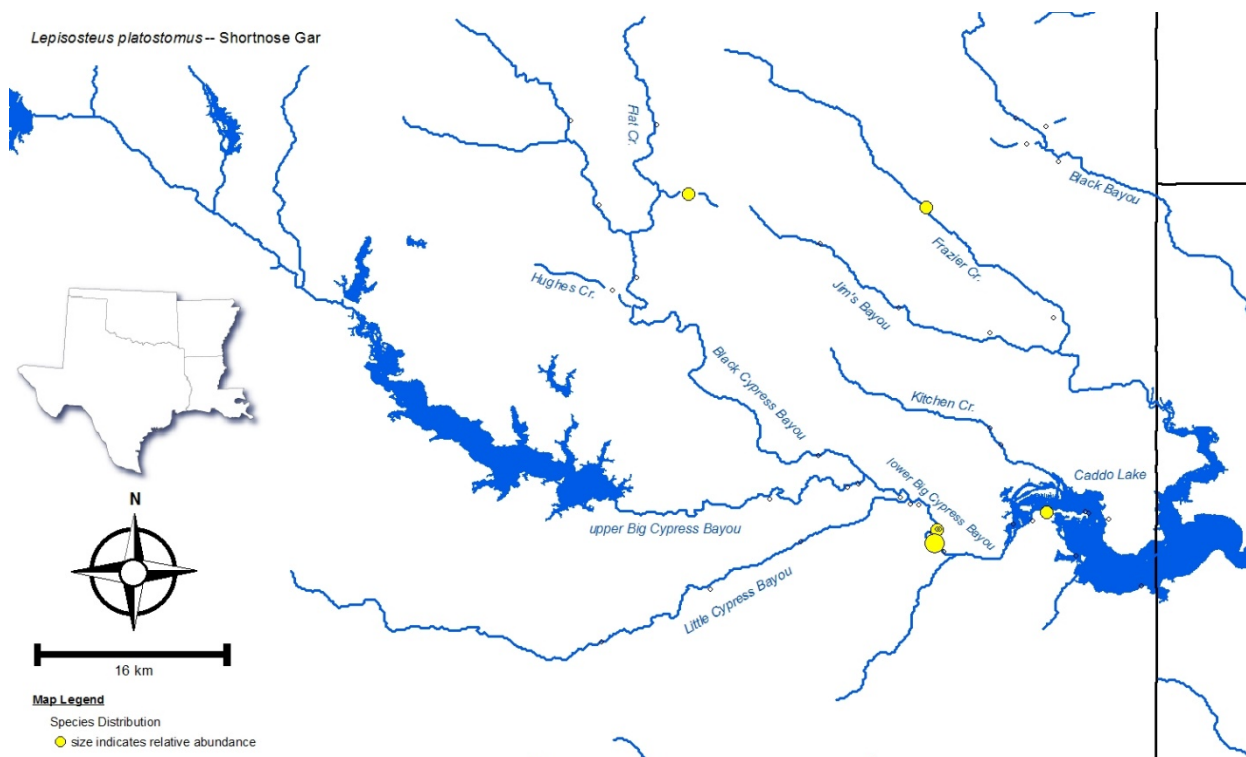 Lepisosteus platostomus -- Shortnose Gar
Flat Cr.
Black Bayou
Frazier Cr.
Hughes Cr.
Jim's Bayou
Black Cypress Bayou
Kitchen Cr.
Caddo Lake
lower Big Cypress Bayou
upper Big Cypress Bayou
Little Cypress Bayou
N
16 km
Map Legend
Species Distribution
size indicates relative abundance